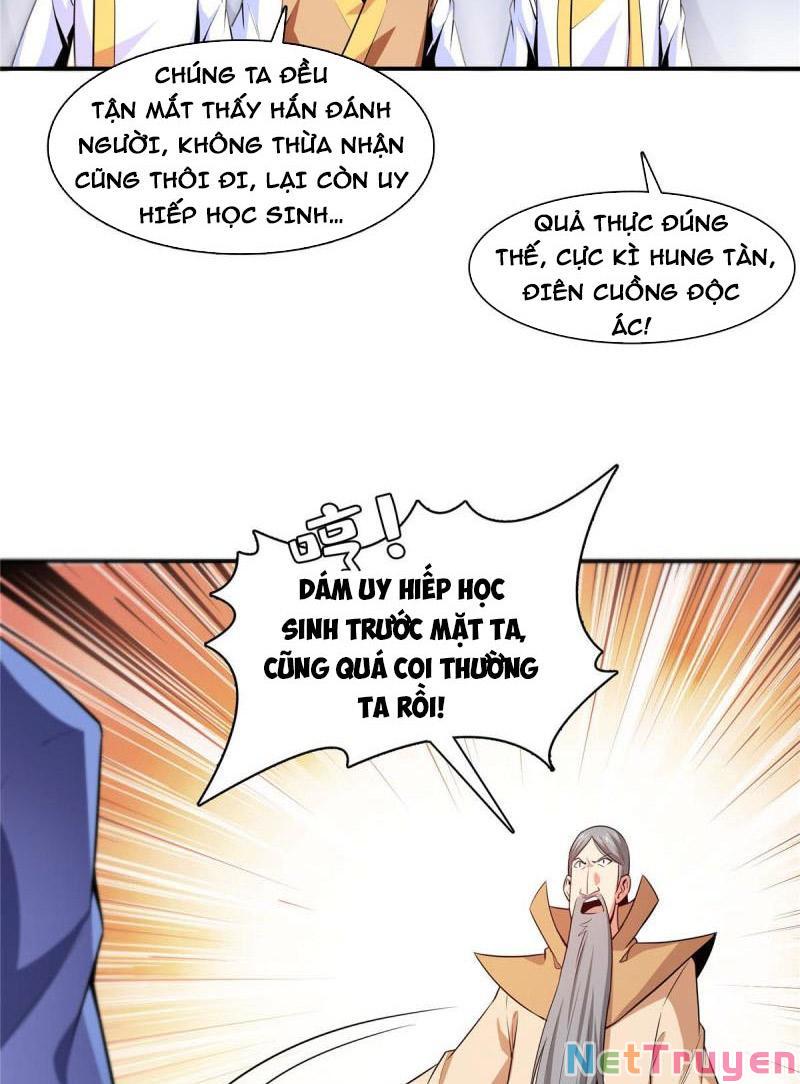 CHÚNG TA ĐỀU
TẬN MẮT THẤY HẮN ĐÁNH
NGƯỜI, KHÔNG THỪA NHẬN
CŨNG THÔI ĐI, LẠI CÒN UY
HIẾP HỌC SINH...
QUẢ THỰC ĐÚNG
THẾ, CỰC KÌ HUNG TÀN,
ĐIÊN CUỒNG ĐỘC
ÁC!
哼!
DÁM UY HIẾP HỌC
SINH TRƯỚC MẶT TA,
CŨNG QUÁ COI THƯỜNG
TA RỒI!
NetTruyen